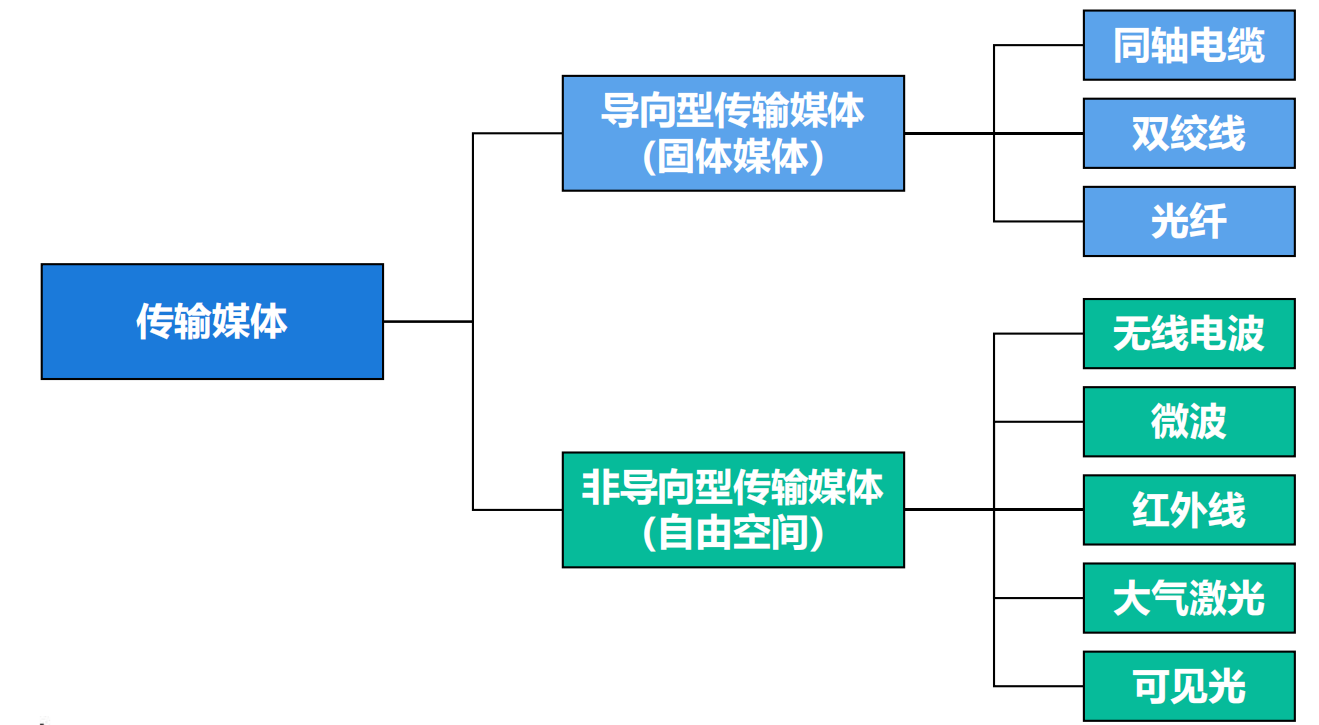 传输媒体
导向型传输媒体
(固体媒体)
同轴电缆
双绞线
光纤
非导向型传输媒体
(自由空间)
无线电波
微波
红外线
大气激光
可见光